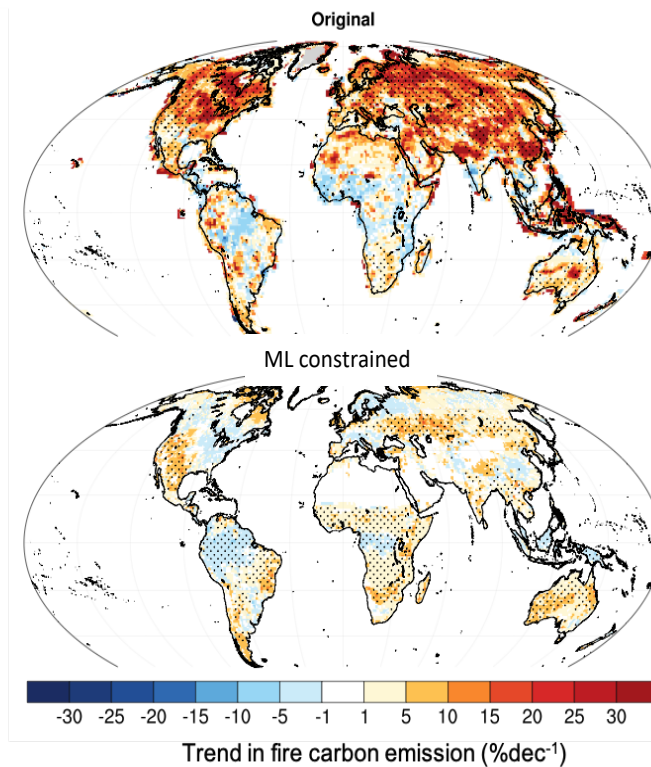 Original
ML constrained
-30 -25 -20 -15 -10 -5 -1 1 5 10 15 20 25 30
Trend in fire carbon emission (%dec⁻¹)